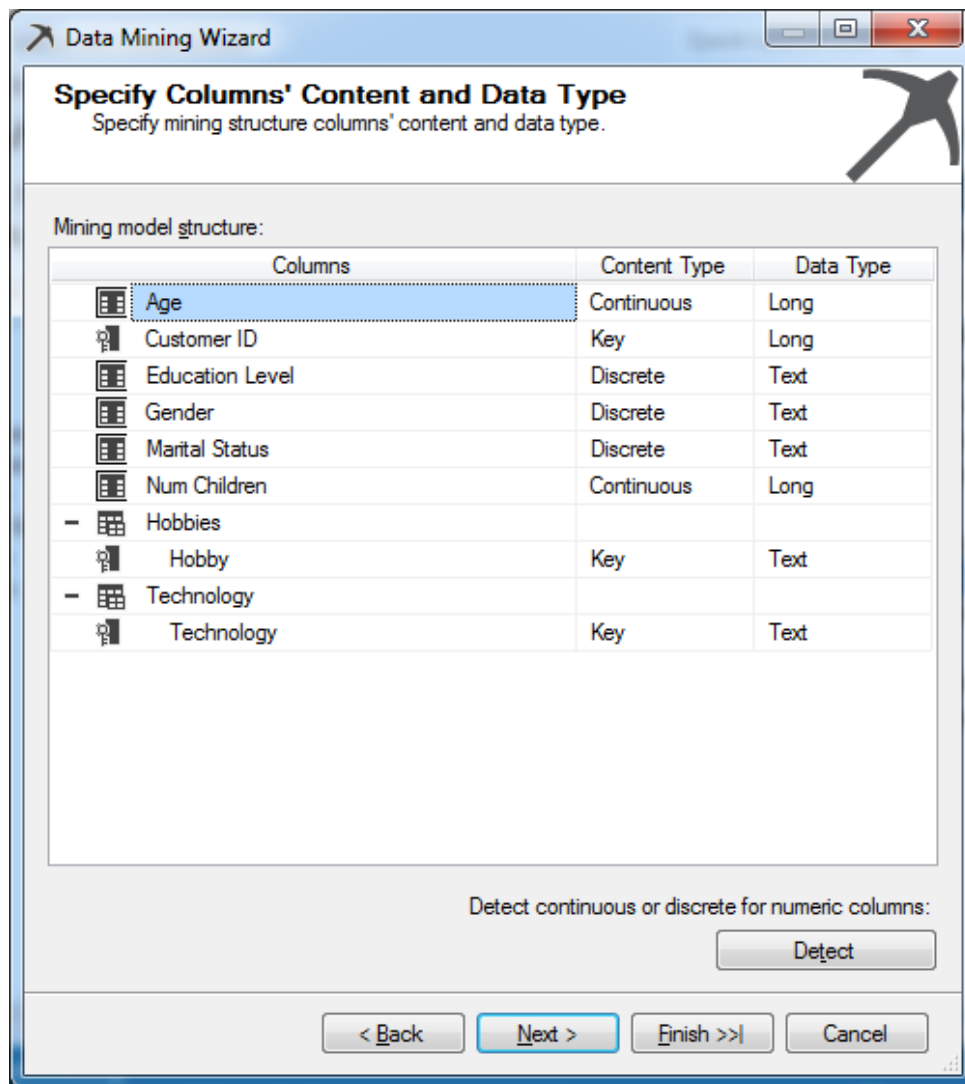 Data Mining Wizard
Specify Columns' Content and Data Type
Specify mining structure columns' content and data type.
Mining model structure:
Columns Content Type Data Type
Age Continuous Long
Customer ID Key Long
Education Level Discrete Text
Gender Discrete Text
Marital Status Discrete Text
Num Children Continuous Long
Hobbies
Hobby Key Text
Technology
Technology Key Text
Detect continuous or discrete for numeric columns:
Detect
< Back Next > Finish >>| Cancel